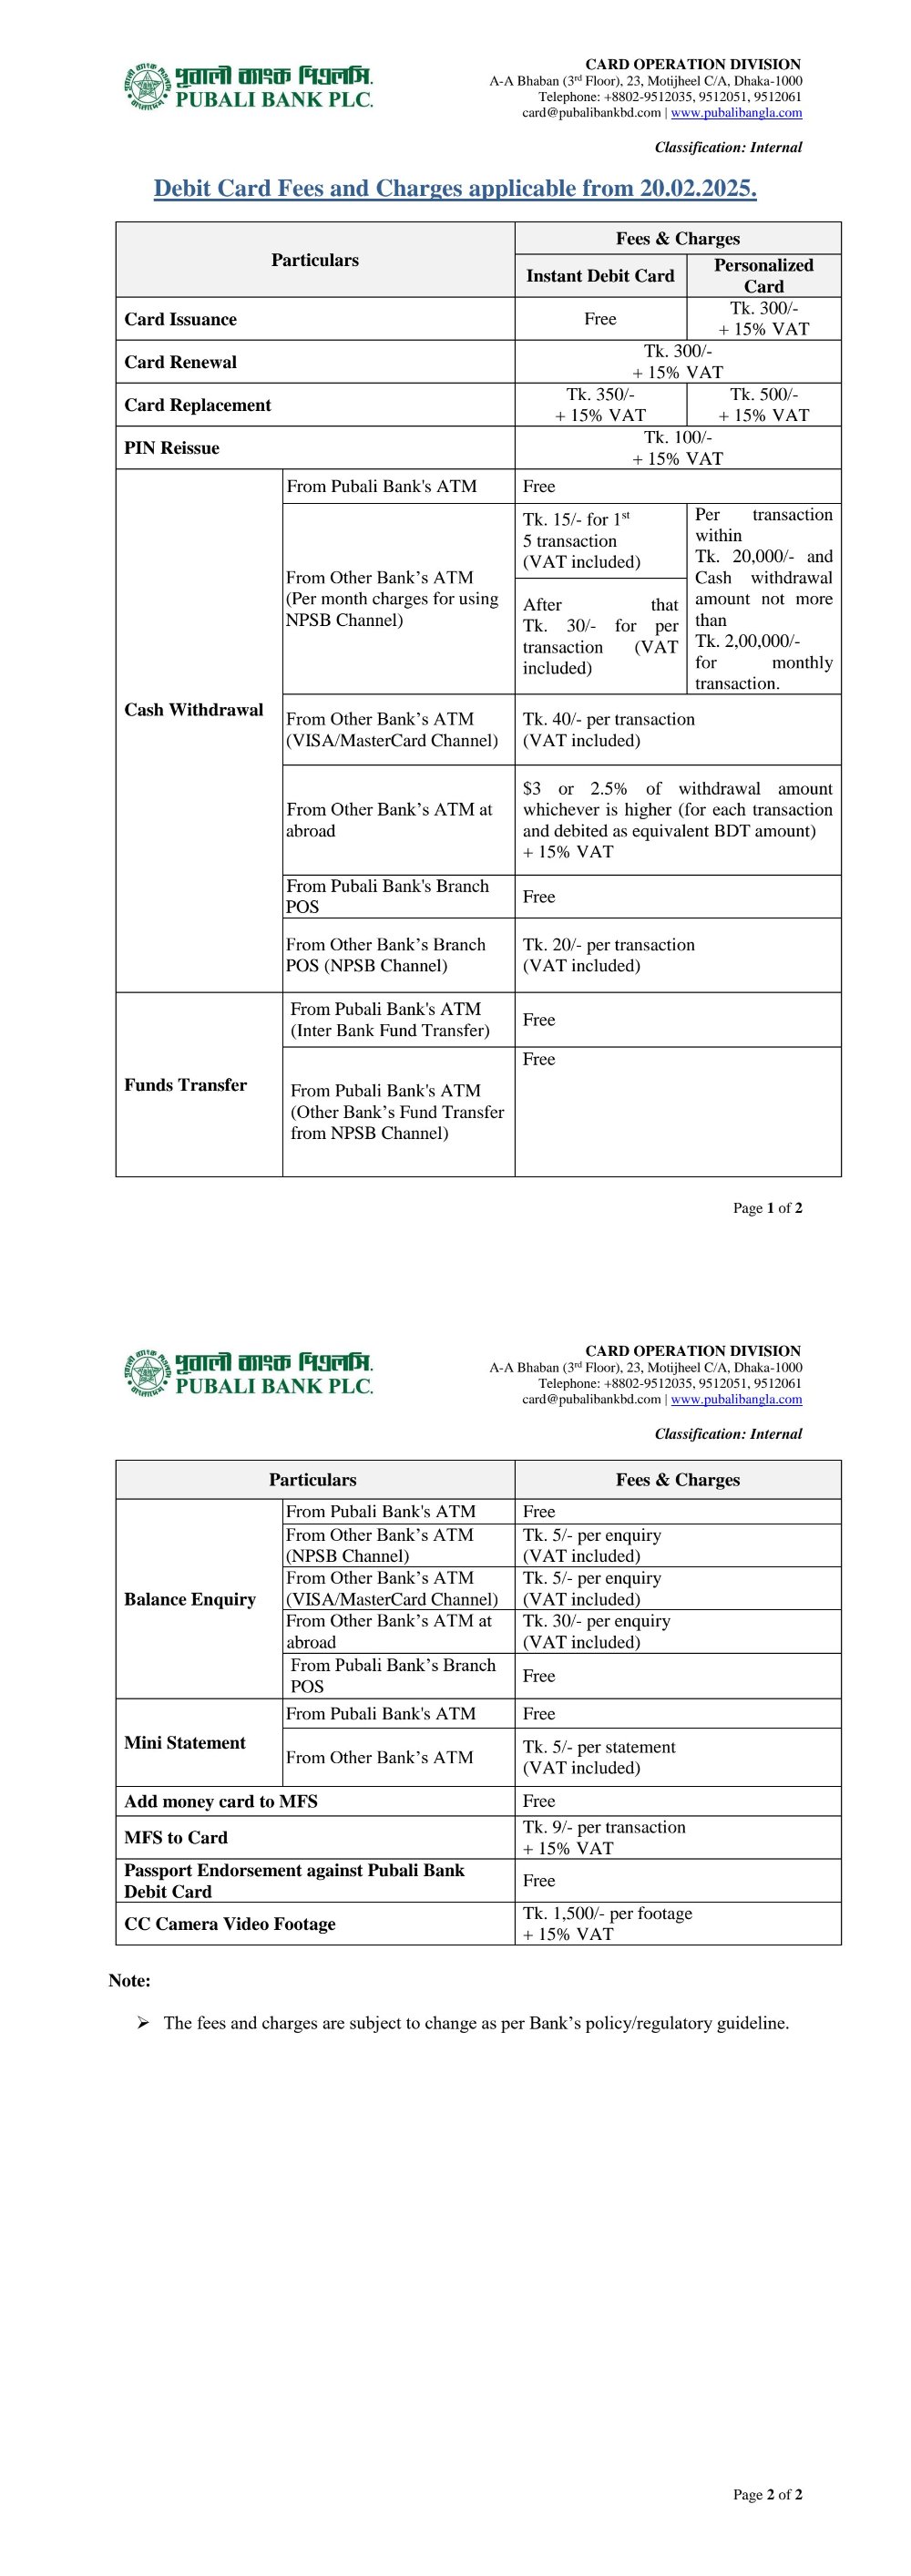 পূবালী ব্যাংক পিএলসি.
PUBALI BANK PLC.
CARD OPERATION DIVISION
A-A Bhaban (3rd Floor), 23, Motijheel C/A, Dhaka-1000
Telephone: +8802-9512035, 9512051, 9512061
card@pubalibankbd.com | www.pubalibangla.com
Classification: Internal
Debit Card Fees and Charges applicable from 20.02.2025.
Particulars
Fees & Charges
Instant Debit Card
Personalized
Card
Card Issuance
Free
Tk. 300/-
+ 15% VAT
Card Renewal
Tk. 300/-
+ 15% VAT
Card Replacement
Tk. 350/-
+ 15% VAT
Tk. 500/-
+ 15% VAT
PIN Reissue
Tk. 100/-
+ 15% VAT
Cash Withdrawal
From Pubali Bank's ATM
Free
From Other Bank’s ATM
(Per month charges for using
NPSB Channel)
Tk. 15/- for 1st
5 transaction
(VAT included)
After that
Tk. 30/- for per
transaction (VAT
included)
Per transaction
within
Tk. 20,000/- and
Cash withdrawal
amount not more
than
Tk. 2,00,000/-
for monthly
transaction.
From Other Bank’s ATM
(VISA/MasterCard Channel)
Tk. 40/- per transaction
(VAT included)
From Other Bank’s ATM at
abroad
$3 or 2.5% of withdrawal amount
whichever is higher (for each transaction
and debited as equivalent BDT amount)
+ 15% VAT
From Pubali Bank's Branch
POS
Free
From Other Bank’s Branch
POS (NPSB Channel)
Tk. 20/- per transaction
(VAT included)
Funds Transfer
From Pubali Bank's ATM
(Inter Bank Fund Transfer)
Free
From Pubali Bank's ATM
(Other Bank’s Fund Transfer
from NPSB Channel)
Free
Page 1 of 2
পূবালী ব্যাংক পিএলসি.
PUBALI BANK PLC.
CARD OPERATION DIVISION
A-A Bhaban (3rd Floor), 23, Motijheel C/A, Dhaka-1000
Telephone: +8802-9512035, 9512051, 9512061
card@pubalibankbd.com | www.pubalibangla.com
Classification: Internal
Particulars
Fees & Charges
Balance Enquiry
From Pubali Bank's ATM
Free
From Other Bank’s ATM
(NPSB Channel)
Tk. 5/- per enquiry
(VAT included)
From Other Bank’s ATM
(VISA/MasterCard Channel)
Tk. 5/- per enquiry
(VAT included)
From Other Bank’s ATM at
abroad
Tk. 30/- per enquiry
(VAT included)
From Pubali Bank’s Branch
POS
Free
Mini Statement
From Pubali Bank's ATM
Free
From Other Bank’s ATM
Tk. 5/- per statement
(VAT included)
Add money card to MFS
Free
MFS to Card
Tk. 9/- per transaction
+ 15% VAT
Passport Endorsement against Pubali Bank
Debit Card
Free
CC Camera Video Footage
Tk. 1,500/- per footage
+ 15% VAT
Note:
➢ The fees and charges are subject to change as per Bank’s policy/regulatory guideline.
Page 2 of 2